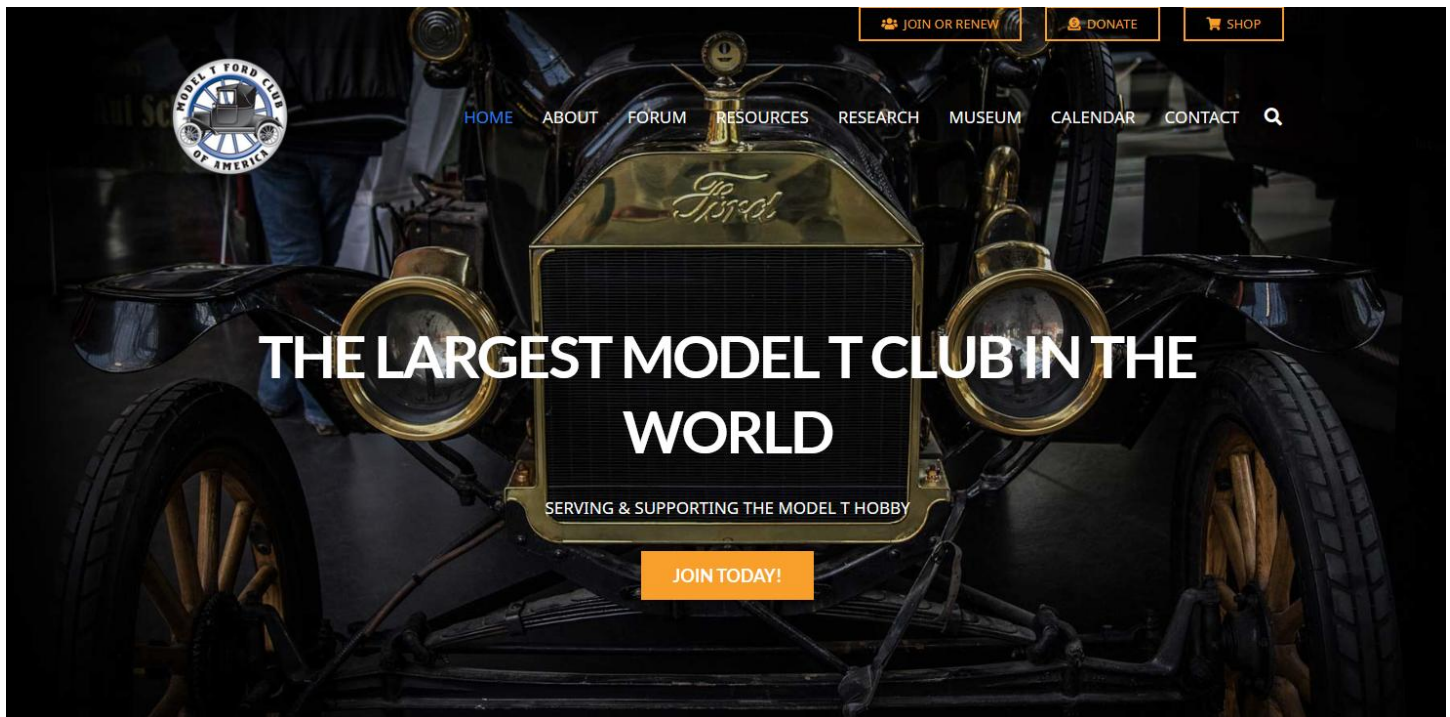 JOIN OR RENEW
DONATE
SHOP
MODEL T FORD CLUB
OF AMERICA
HOME
ABOUT
FORUM
RESOURCES
RESEARCH
MUSEUM
CALENDAR
CONTACT
Ford
THE LARGEST MODEL T CLUB IN THE
WORLD
SERVING & SUPPORTING THE MODEL T HOBBY
JOIN TODAY!